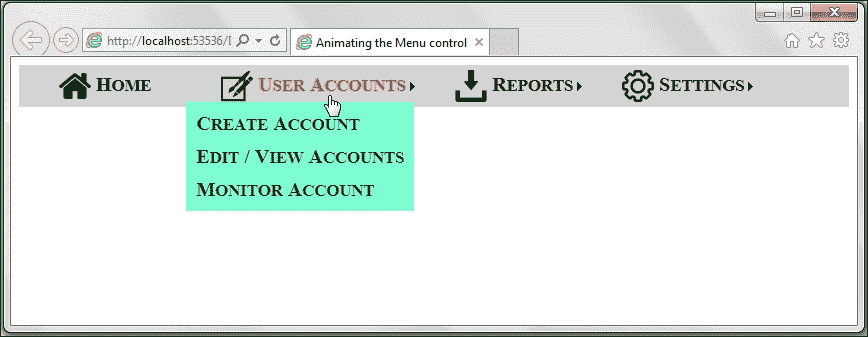 http://localhost:53536/
Animating the Menu control
HOME USER ACCOUNTS REPORTS SETTINGS
CREATE ACCOUNT
EDIT / VIEW ACCOUNTS
MONITOR ACCOUNT